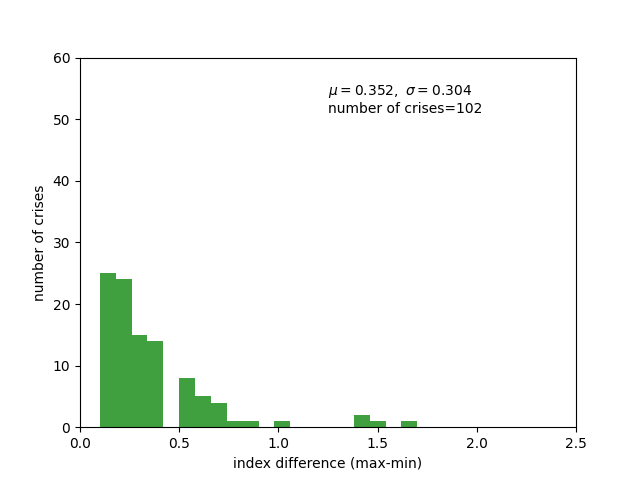 60
50
40
30
20
10
0
number of crises
μ = 0.352, σ = 0.304
number of crises=102
0.0 0.5 1.0 1.5 2.0 2.5
index difference (max-min)